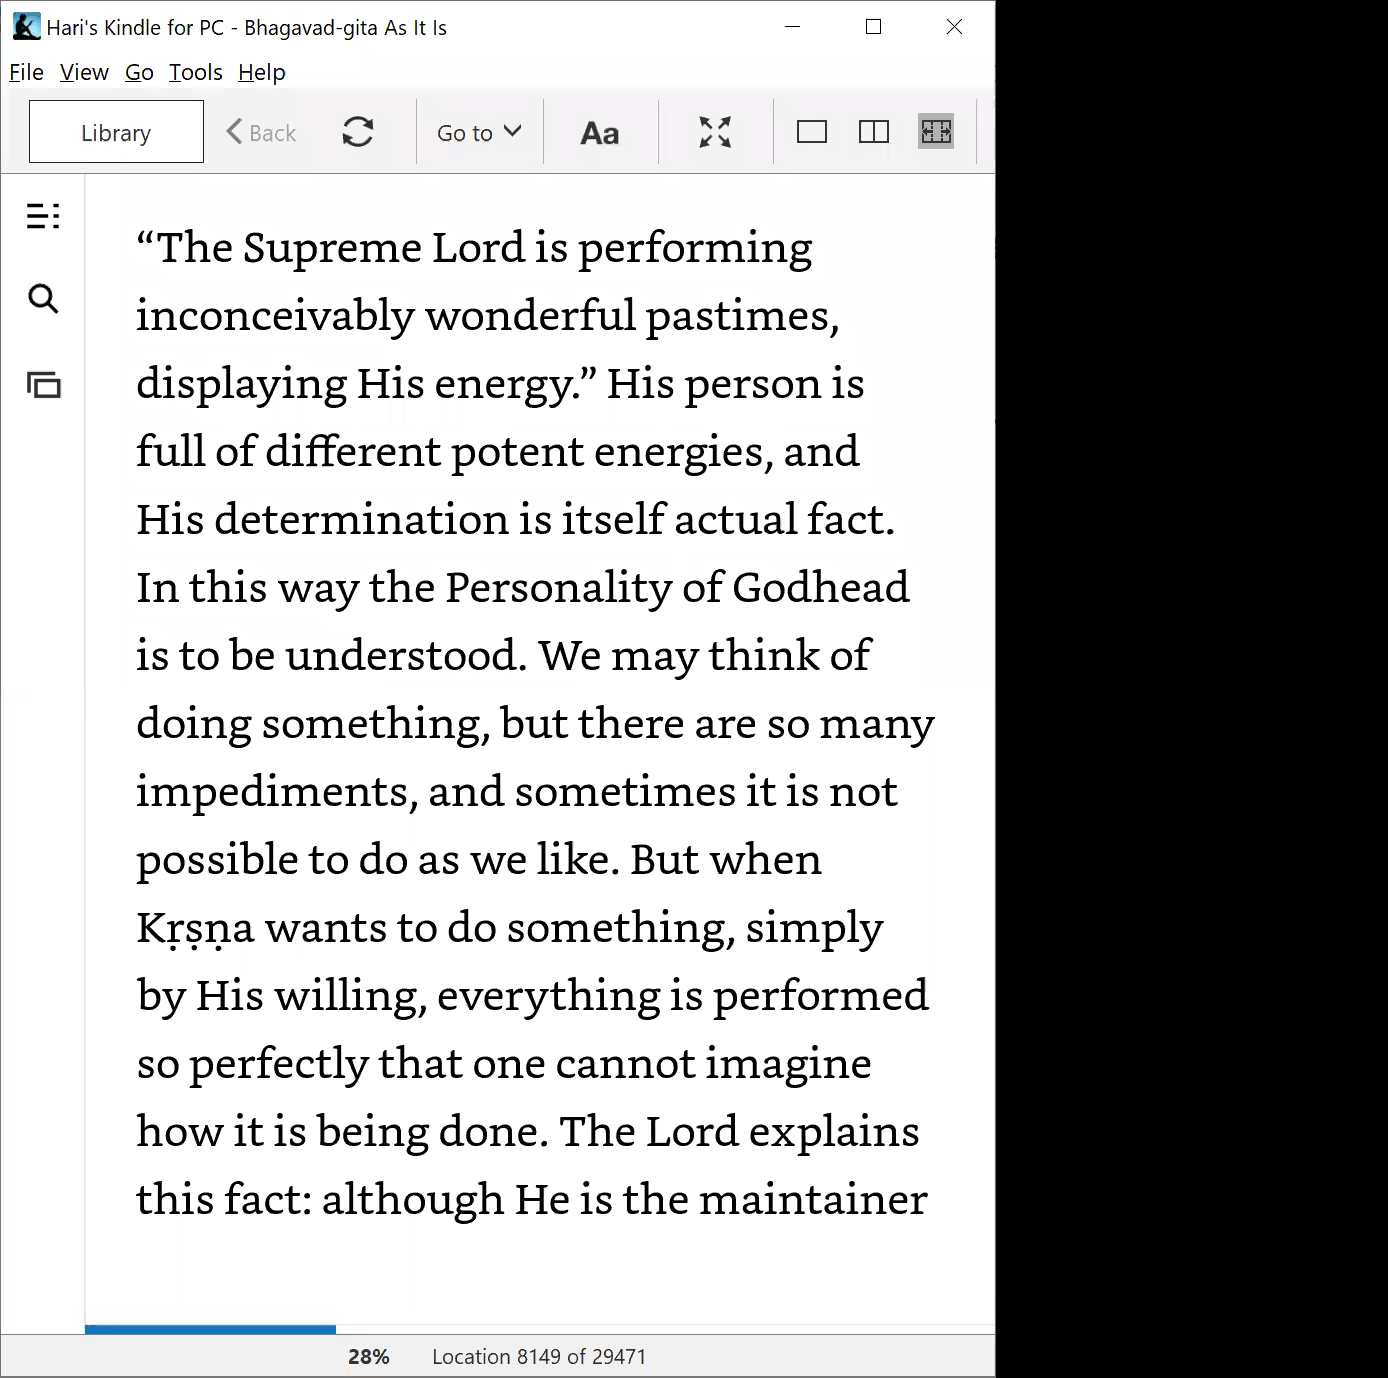 Hari's Kindle for PC - Bhagavad-gita As It Is
File View Go Tools Help
Library Back Go to Aa
“The Supreme Lord is performing
inconceivably wonderful pastimes,
displaying His energy.” His person is
full of different potent energies, and
His determination is itself actual fact.
In this way the Personality of Godhead
is to be understood. We may think of
doing something, but there are so many
impediments, and sometimes it is not
possible to do as we like. But when
Kṛṣṇa wants to do something, simply
by His willing, everything is performed
so perfectly that one cannot imagine
how it is being done. The Lord explains
this fact: although He is the maintainer
28% Location 8149 of 29471